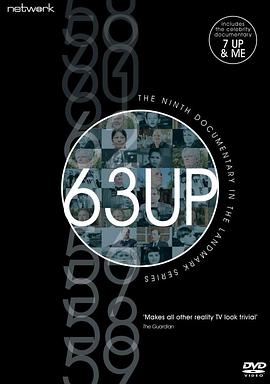 network
includes
the celebrity
documentary
7 UP
& ME
THE NINTH DOCUMENTARY IN THE LANDMARK SERIES
63UP
'Makes all other reality TV look trivial'
The Guardian
DVD
VIDEO